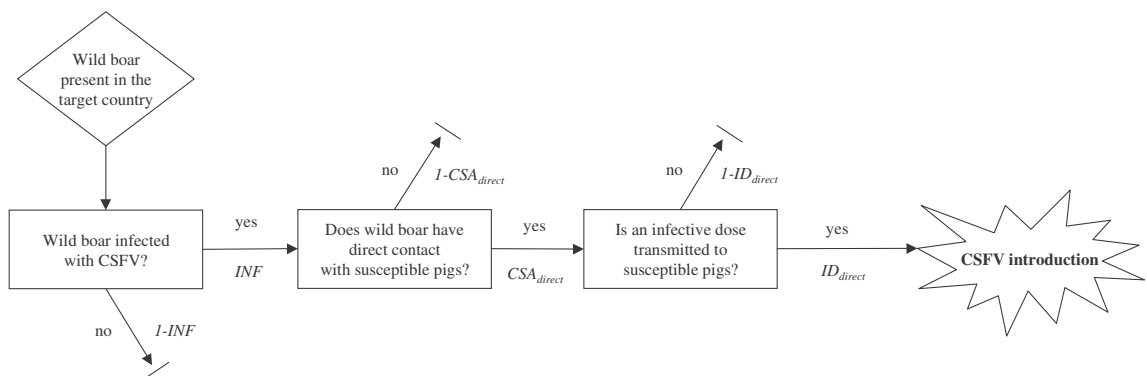 Wild boar
present in the
target country
Wild boar infected
with CSFV?
no
1-INF
yes
INF
Does wild boar have
direct contact
with susceptible pigs?
no
1-CSAdirect
yes
CSAdirect
Is an infective dose
transmitted to
susceptible pigs?
no
1-IDdirect
yes
IDdirect
CSFV introduction